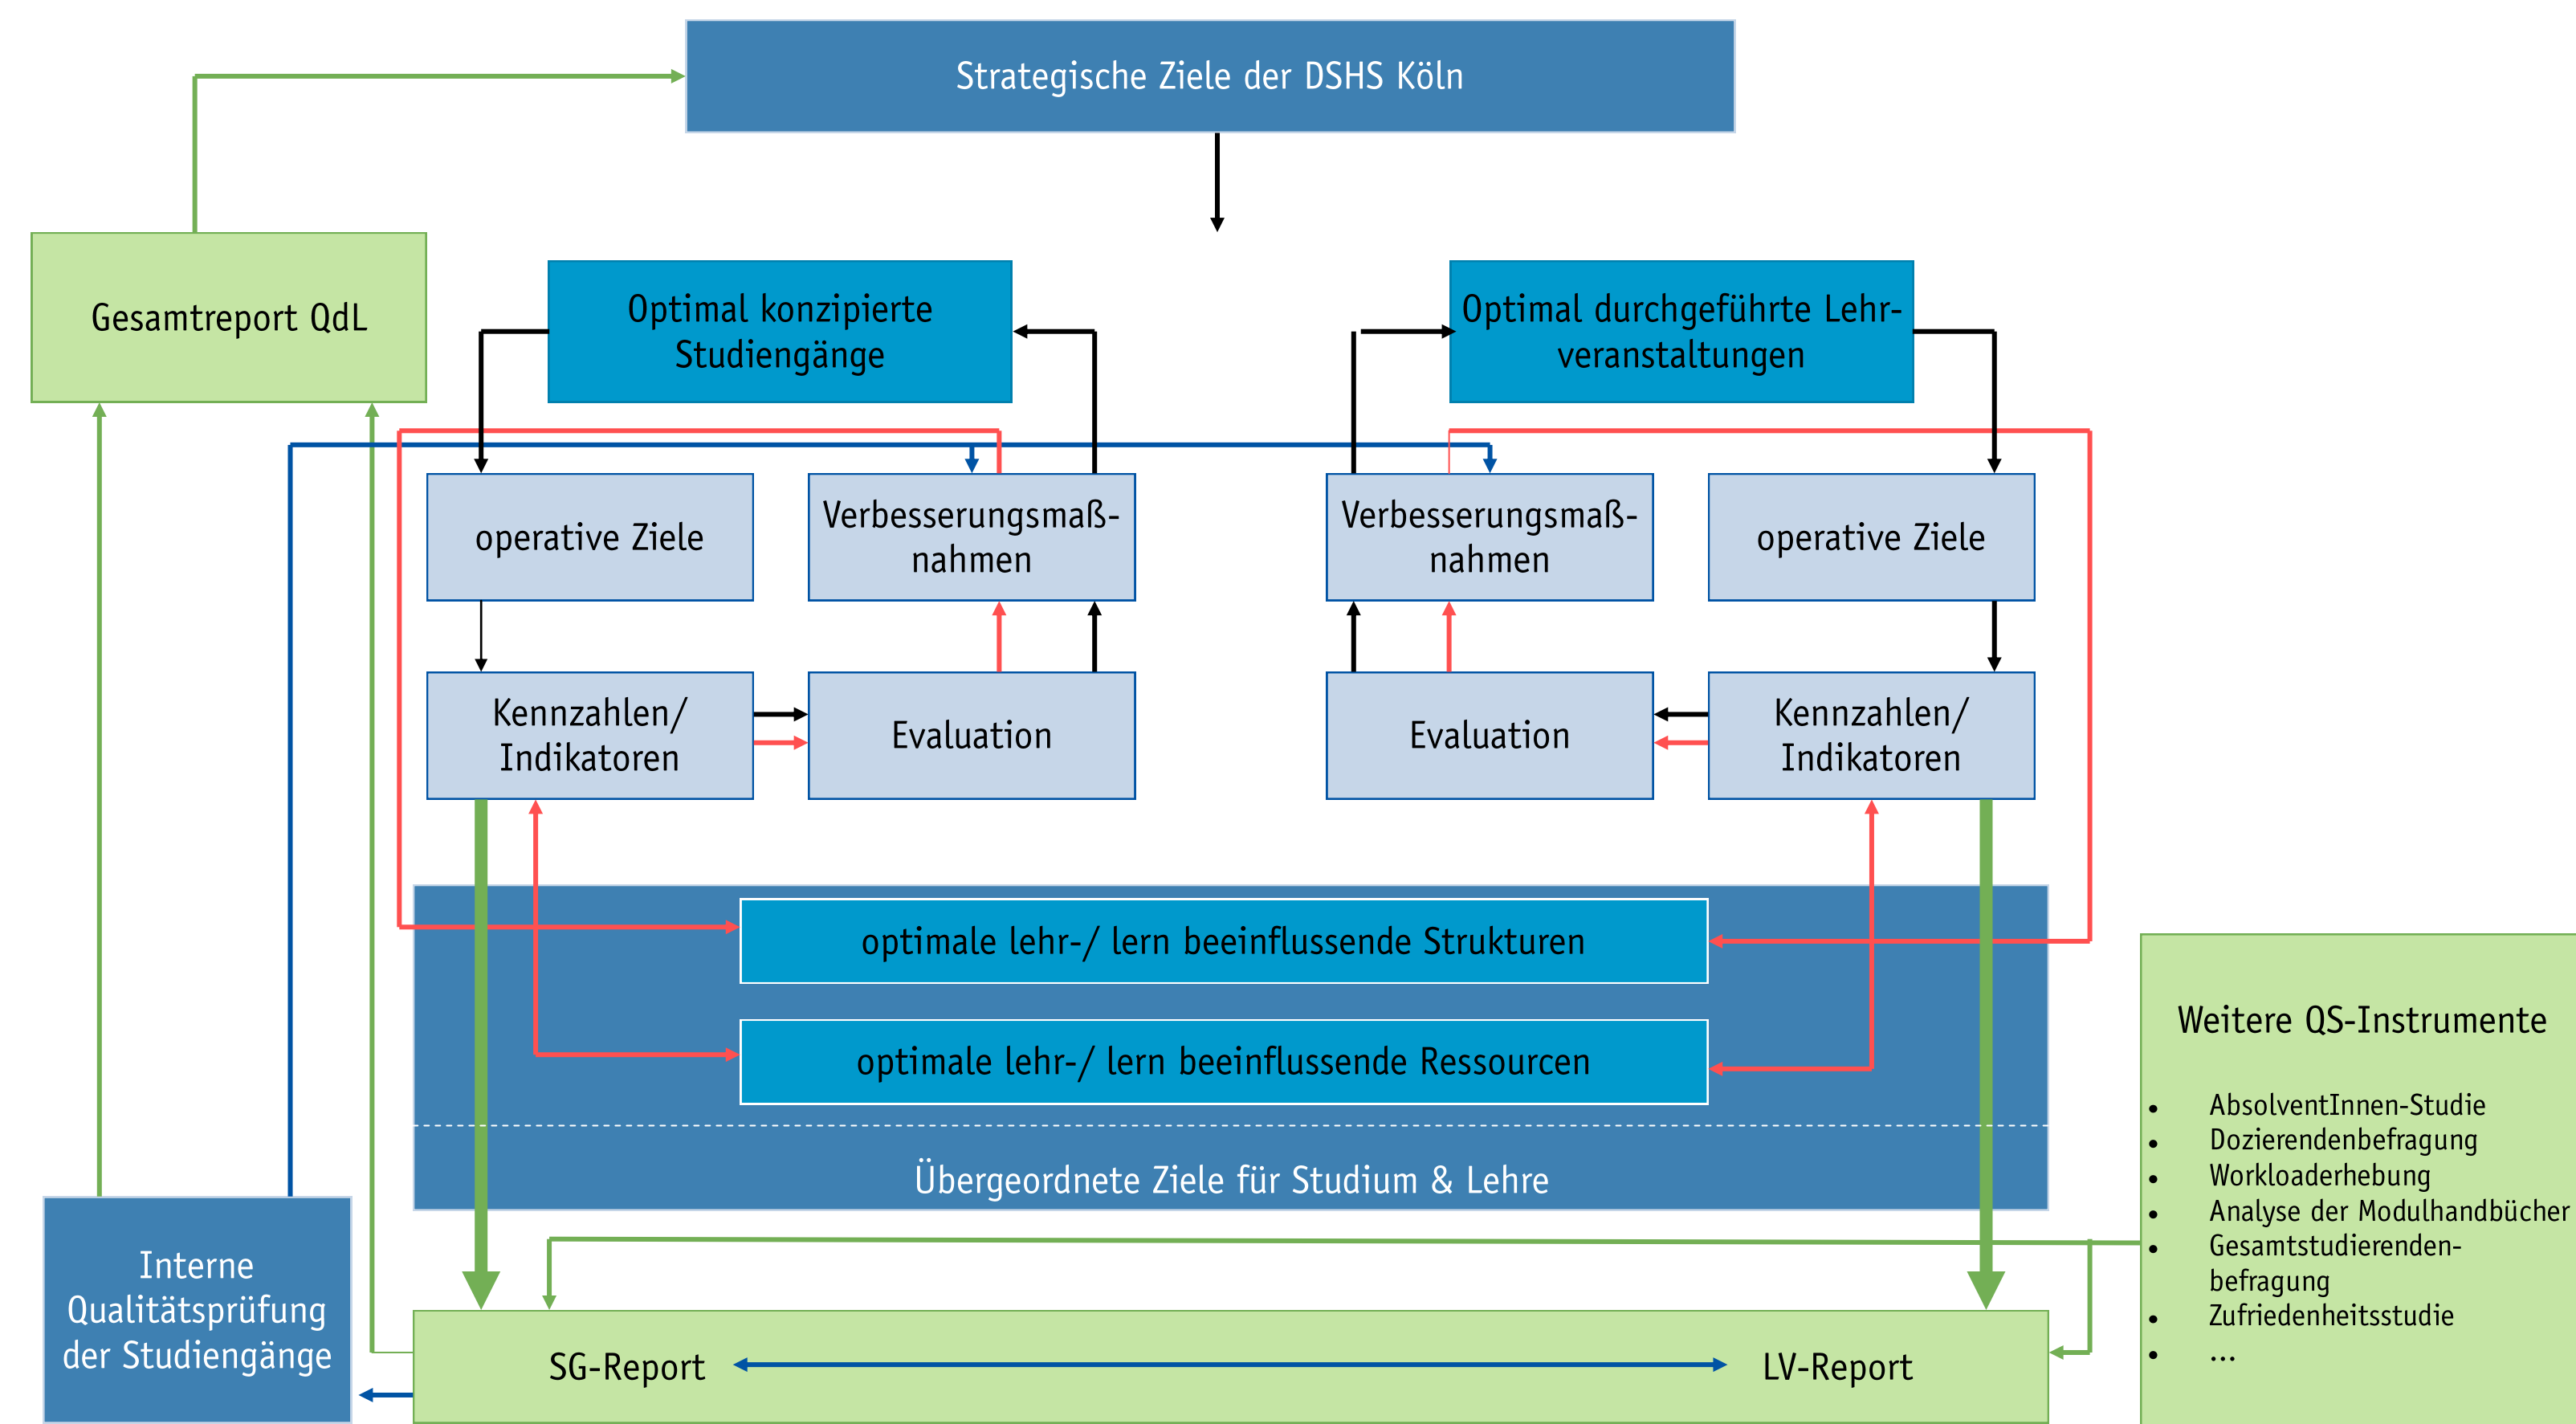 Strategische Ziele der DSHS Köln
Gesamtreport QdL
Optimal konzipierte
Studiengänge
Optimal durchgeführte Lehr-
veranstaltungen
operative Ziele
Verbesserungsmaß-
nahmen
Verbesserungsmaß-
nahmen
operative Ziele
Kennzahlen/
Indikatoren
Evaluation
Evaluation
Kennzahlen/
Indikatoren
optimale lehr-/ lern beeinflussende Strukturen
optimale lehr-/ lern beeinflussende Ressourcen
Übergeordnete Ziele für Studium & Lehre
Weitere QS-Instrumente
• AbsolventInnen-Studie
• Dozierendenbefragung
• Workloaderhebung
• Analyse der Modulhandbücher
• Gesamtstudierenden-
befragung
• Zufriedenheitsstudie
• ...
Interne
Qualitätsprüfung
der Studiengänge
SG-Report
LV-Report